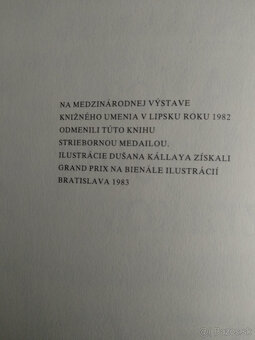 NA MEDZINÁRODNEJ VÝSTAVE
KNIŽNÉHO UMENIA V LIPSKU ROKU 1982
ODMENILI TÚTO KNIHU
STRIEBORNOU MEDAILOU.
ILUSTRÁCIE DUŠANA KÁLLAYA ZÍSKALI
GRAND PRIX NA BIENÁLE ILUSTRÁCIÍ
BRATISLAVA 1983